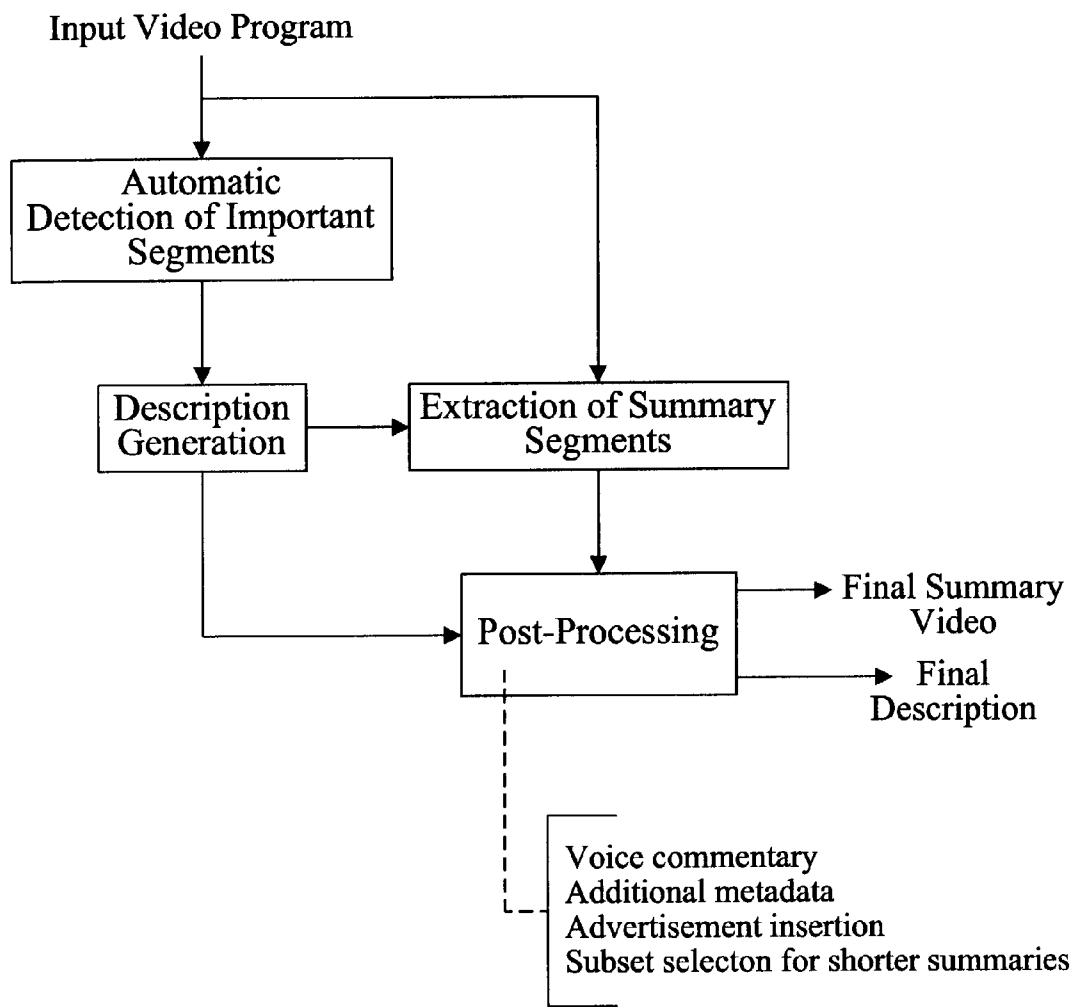 Input Video Program
Automatic
Detection of Important
Segments
Description
Generation
Extraction of Summary
Segments
Post-Processing
Final Summary
Video
Final
Description
Voice commentary
Additional metadata
Advertisement insertion
Subset selecton for shorter summaries